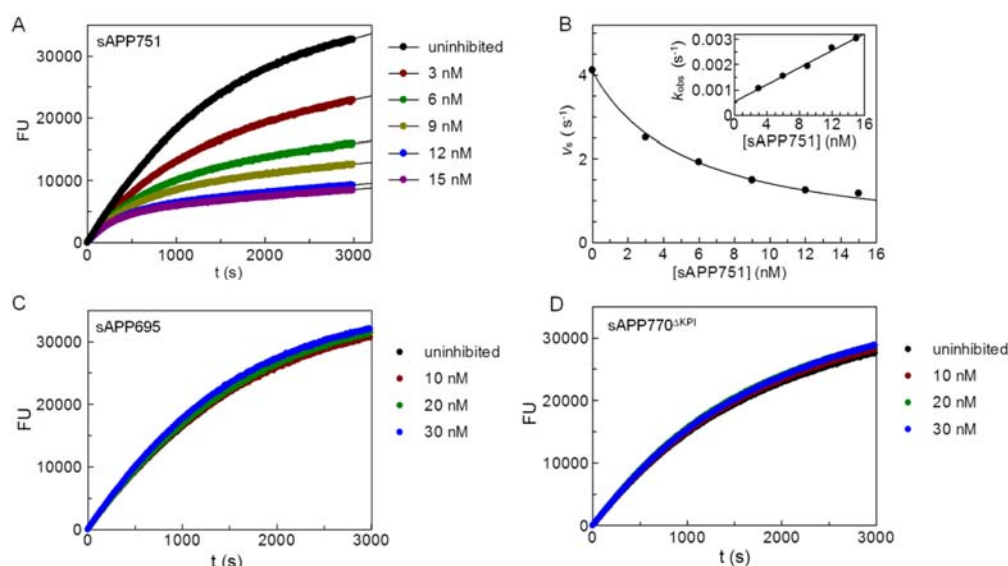 A
sAPP751
FU
30000
20000
10000
0
0 1000 2000 3000
t (s)
uninhibited
3 nM
6 nM
9 nM
12 nM
15 nM
B
vs (s-1)
4
2
0
0 2 4 6 8 10 12 14 16
[sAPP751] (nM)
kobs (s-1)
0.003
0.002
0.001
0 4 8 12 16
[sAPP751] (nM)
C
sAPP695
FU
30000
20000
10000
0
0 1000 2000 3000
t (s)
uninhibited
10 nM
20 nM
30 nM
D
sAPP770ΔKPI
FU
30000
20000
10000
0
0 1000 2000 3000
t (s)
uninhibited
10 nM
20 nM
30 nM